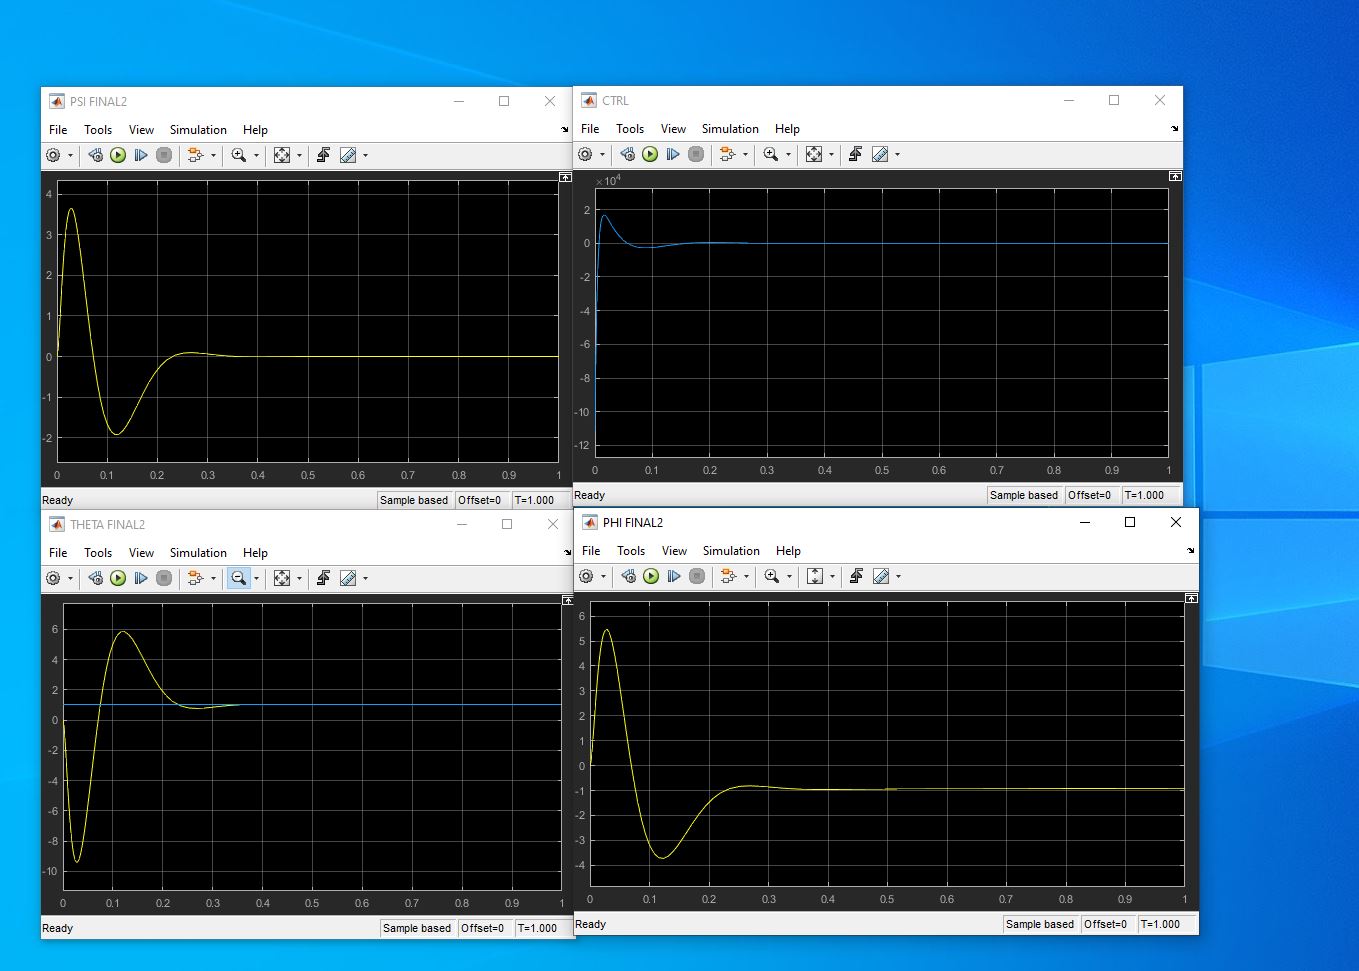 PSI FINAL2
File Tools View Simulation Help
4
3
2
1
0
-1
-2
0 0.1 0.2 0.3 0.4 0.5 0.6 0.7 0.8 0.9 1
Ready Sample based Offset=0 T=1.000
CTRL
File Tools View Simulation Help
×10⁴
2
0
-2
-4
-6
-8
-10
-12
0 0.1 0.2 0.3 0.4 0.5 0.6 0.7 0.8 0.9 1
Ready Sample based Offset=0 T=1.000
THETA FINAL2
File Tools View Simulation Help
6
4
2
0
-2
-4
-6
-8
-10
0 0.1 0.2 0.3 0.4 0.5 0.6 0.7 0.8 0.9 1
Ready Sample based Offset=0 T=1.000
PHI FINAL2
File Tools View Simulation Help
6
5
4
3
2
1
0
-1
-2
-3
-4
0 0.1 0.2 0.3 0.4 0.5 0.6 0.7 0.8 0.9 1
Ready Sample based Offset=0 T=1.000